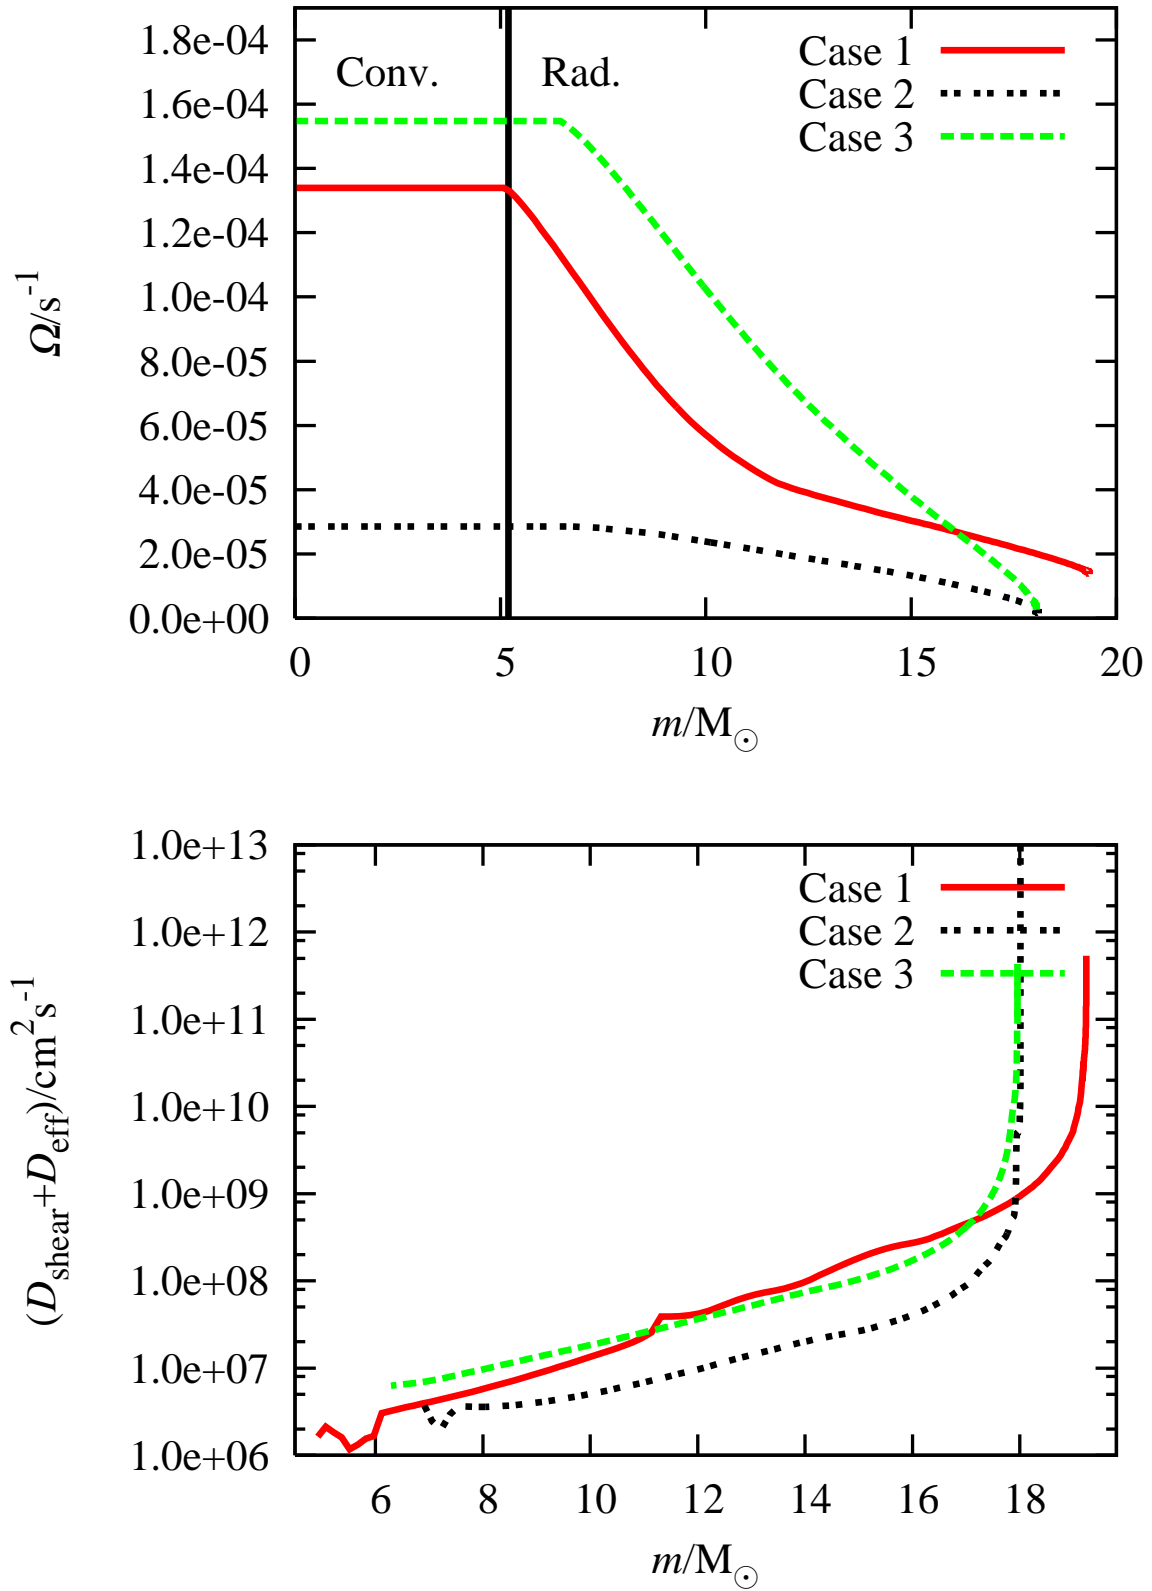 1.8e-04
1.6e-04
1.4e-04
1.2e-04
1.0e-04
8.0e-05
6.0e-05
4.0e-05
2.0e-05
0.0e+00
Ω/s⁻¹
Conv.
Rad.
Case 1
Case 2
Case 3
0 5 10 15 20
m/M☉
1.0e+13
1.0e+12
1.0e+11
1.0e+10
1.0e+09
1.0e+08
1.0e+07
1.0e+06
(D_shear+D_eff)/cm²s⁻¹
Case 1
Case 2
Case 3
6 8 10 12 14 16 18
m/M☉